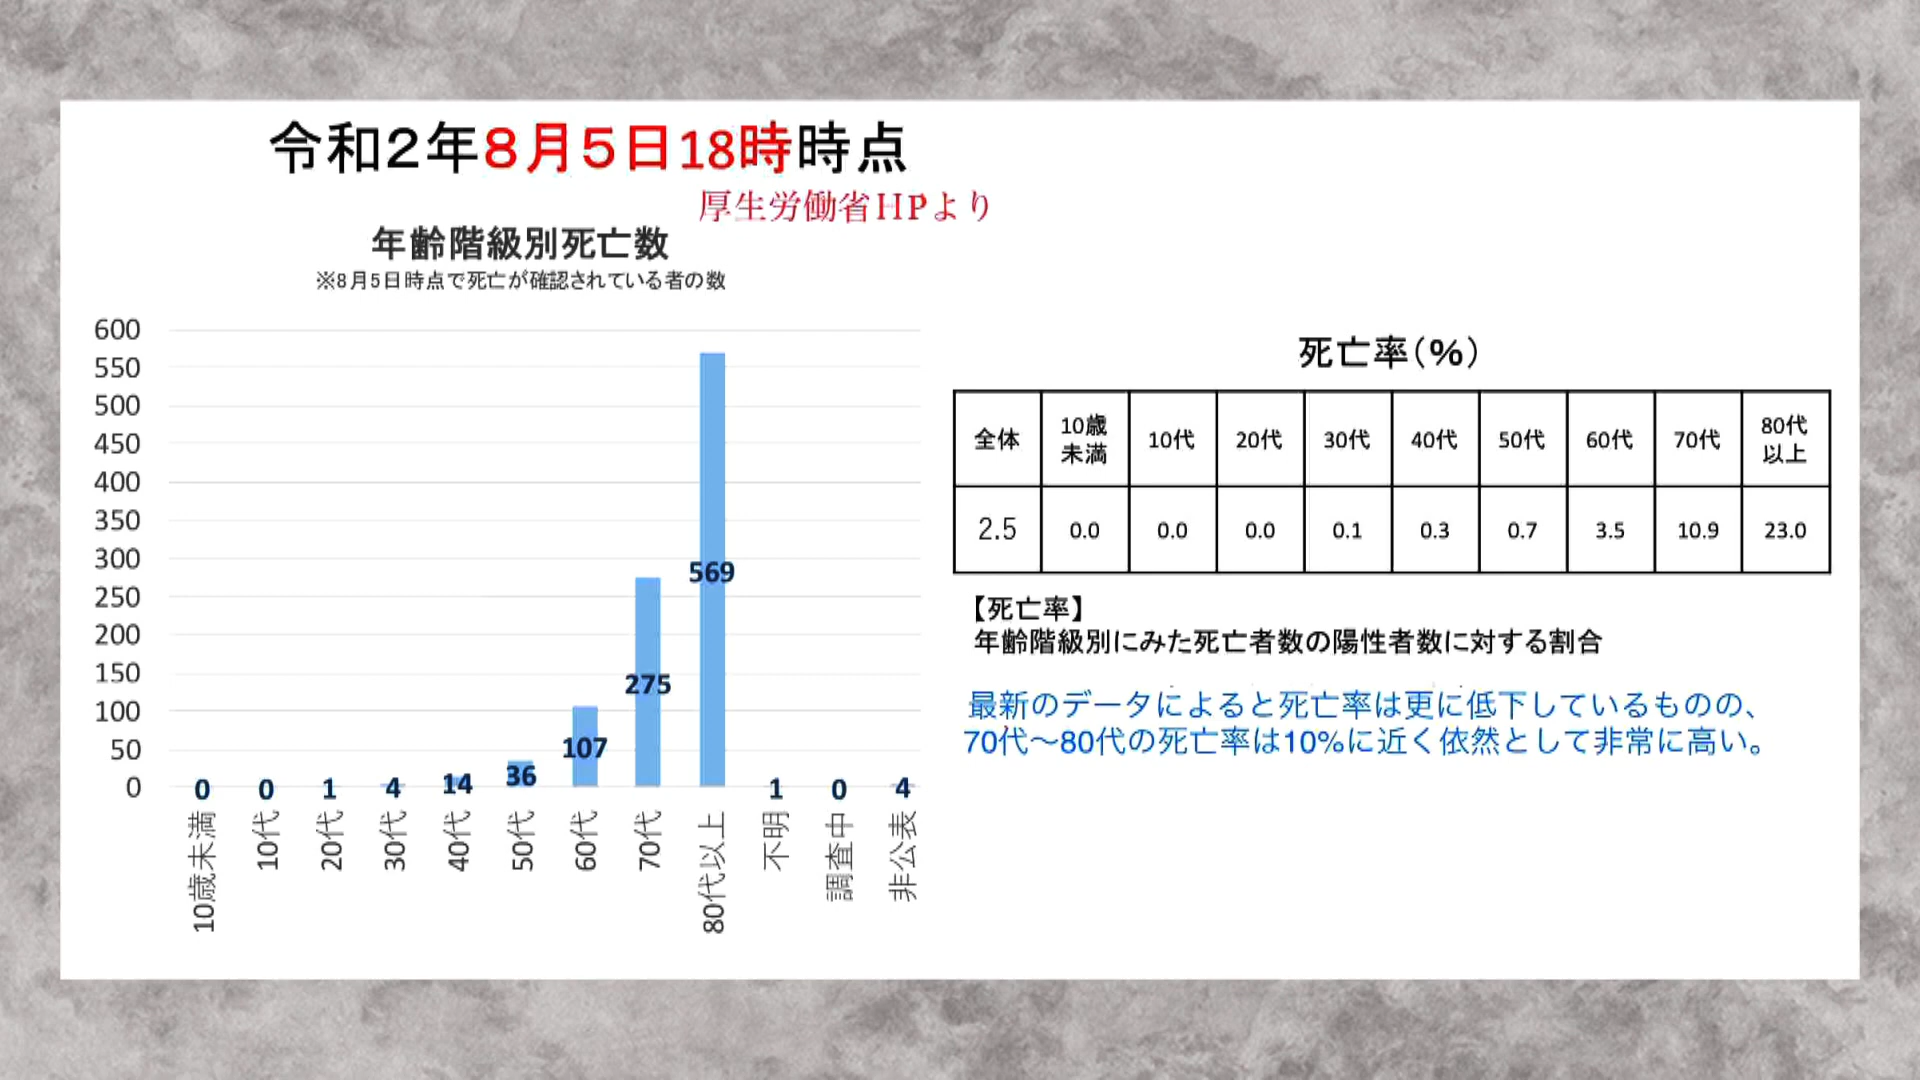 令和２年８月５日18時時点
厚生労働省HPより
年齢階級別死亡数
※8月5日時点で死亡が確認されている者の数
600
550
500
450
400
350
300
250
200
150
100
50
0
0 0 1 4 14 36 107 275 569 1 0 4
10歳未満 10代 20代 30代 40代 50代 60代 70代 80代以上 不明 調査中 非公表
死亡率（%）
全体 10歳未満 10代 20代 30代 40代 50代 60代 70代 80代以上
2.5 0.0 0.0 0.0 0.1 0.3 0.7 3.5 10.9 23.0
【死亡率】
年齢階級別にみた死亡者数の陽性者数に対する割合
最新のデータによると死亡率は更に低下しているものの、
70代〜80代の死亡率は10%に近く依然として非常に高い。